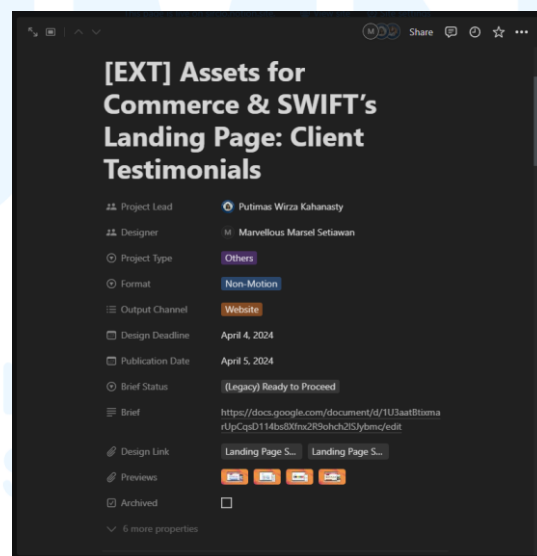 M Share
[EXT] Assets for
Commerce & SWIFT's
Landing Page: Client
Testimonials
Project Lead Putimas Wirza Kahanasty
Designer M Marvellous Marsel Setiawan
Project Type Others
Format Non-Motion
Output Channel Website
Design Deadline April 4, 2024
Publication Date April 5, 2024
Brief Status (Legacy) Ready to Proceed
Brief https://docs.google.com/document/d/1U3aatBtixma
rUpCqsD114bs8Xfnx2R9ohch2lSJybmc/edit
Design Link Landing Page S... Landing Page S...
Previews
Archived
6 more properties